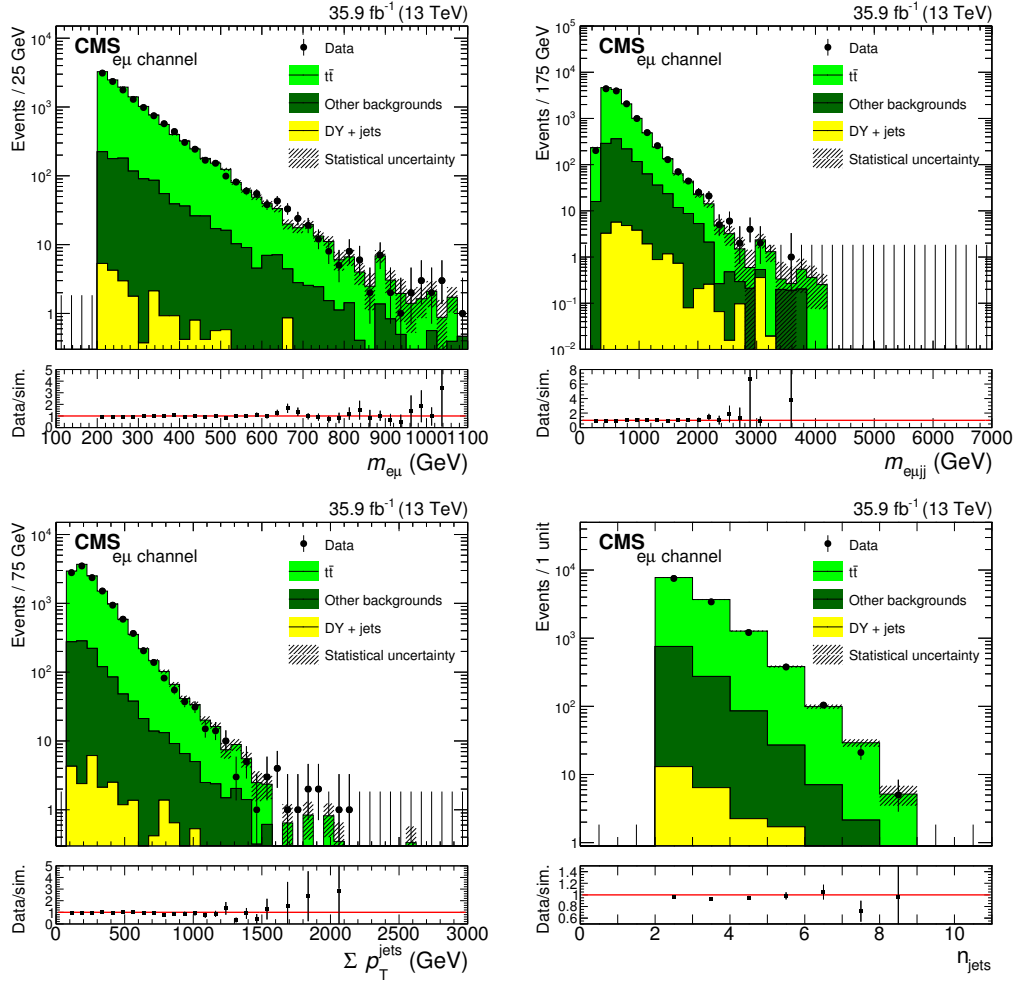 35.9 fb⁻¹ (13 TeV)
CMS
eμ channel
Data
tt̄
Other backgrounds
DY + jets
Statistical uncertainty
Events / 25 GeV
10⁴
10³
10²
10
1
Data/sim.
5
4
3
2
1
0
100 200 300 400 500 600 700 800 900 1000 1100
m_eμ (GeV)
35.9 fb⁻¹ (13 TeV)
CMS
eμ channel
Data
tt̄
Other backgrounds
DY + jets
Statistical uncertainty
Events / 175 GeV
10⁵
10⁴
10³
10²
10
1
10⁻¹
10⁻²
Data/sim.
8
6
4
2
0 1000 2000 3000 4000 5000 6000 7000
m_eμjj (GeV)
35.9 fb⁻¹ (13 TeV)
CMS
eμ channel
Data
tt̄
Other backgrounds
DY + jets
Statistical uncertainty
Events / 75 GeV
10⁴
10³
10²
10
1
Data/sim.
5
4
3
2
1
0
0 500 1000 1500 2000 2500 3000
Σ p_T^jets (GeV)
35.9 fb⁻¹ (13 TeV)
CMS
eμ channel
Data
tt̄
Other backgrounds
DY + jets
Statistical uncertainty
Events / 1 unit
10⁴
10³
10²
10
1
Data/sim.
1.4
1.2
1.0
0.8
0.6
0 2 4 6 8 10
n_jets